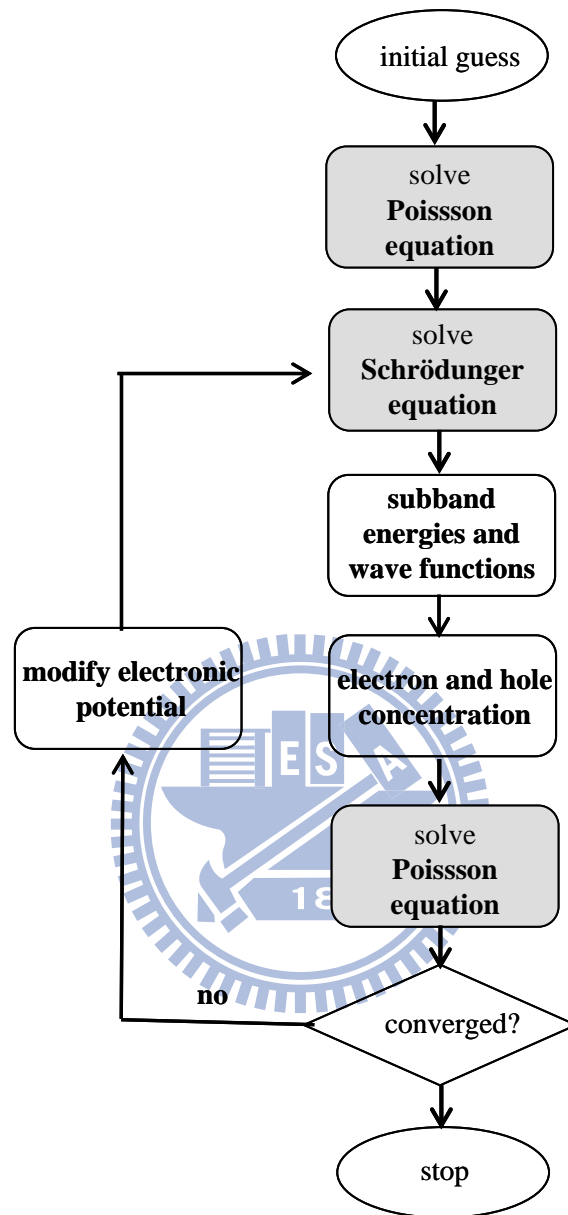 initial guess
solve
Poissson
equation
solve
Schrödunger
equation
subband
energies and
wave functions
modify electronic
potential
electron and hole
concentration
E S A
18
solve
Poissson
equation
no
converged?
stop